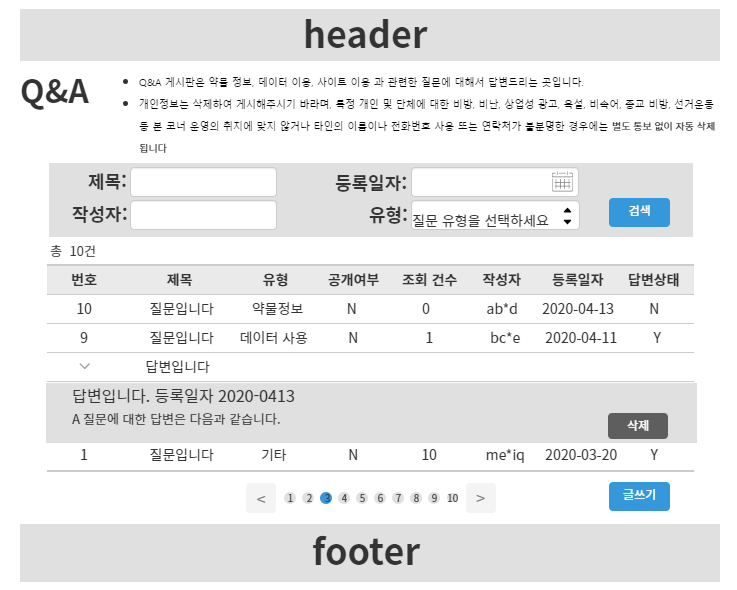 header
Q&A
Q&A 게시판은 약물 정보, 데이터 이용, 사이트 이용 과 관련한 질문에 대해서 답변드리는 곳입니다.
개인정보는 삭제하여 게시해주시기 바라며, 특정 개인 및 단체에 대한 비방, 비난, 상업성 광고, 욕설, 비속어, 종교 비방, 선거운동
등 본 코너 운영의 취지에 맞지 않거나 타인의 이름이나 전화번호 사용 또는 연락처가 불분명한 경우에는 별도 통보 없이 자동 삭제
됩니다
제목: 등록일자:
작성자: 유형: 질문 유형을 선택하세요 검색
총 10건
번호 제목 유형 공개여부 조회 건수 작성자 등록일자 답변상태
10 질문입니다 약물정보 N 0 ab*d 2020-04-13 N
9 질문입니다 데이터 사용 N 1 bc*e 2020-04-11 Y
답변입니다
답변입니다. 등록일자 2020-0413
A 질문에 대한 답변은 다음과 같습니다.
삭제
1 질문입니다 기타 N 10 me*iq 2020-03-20 Y
< 1 2 3 4 5 6 7 8 9 10 > 글쓰기
footer